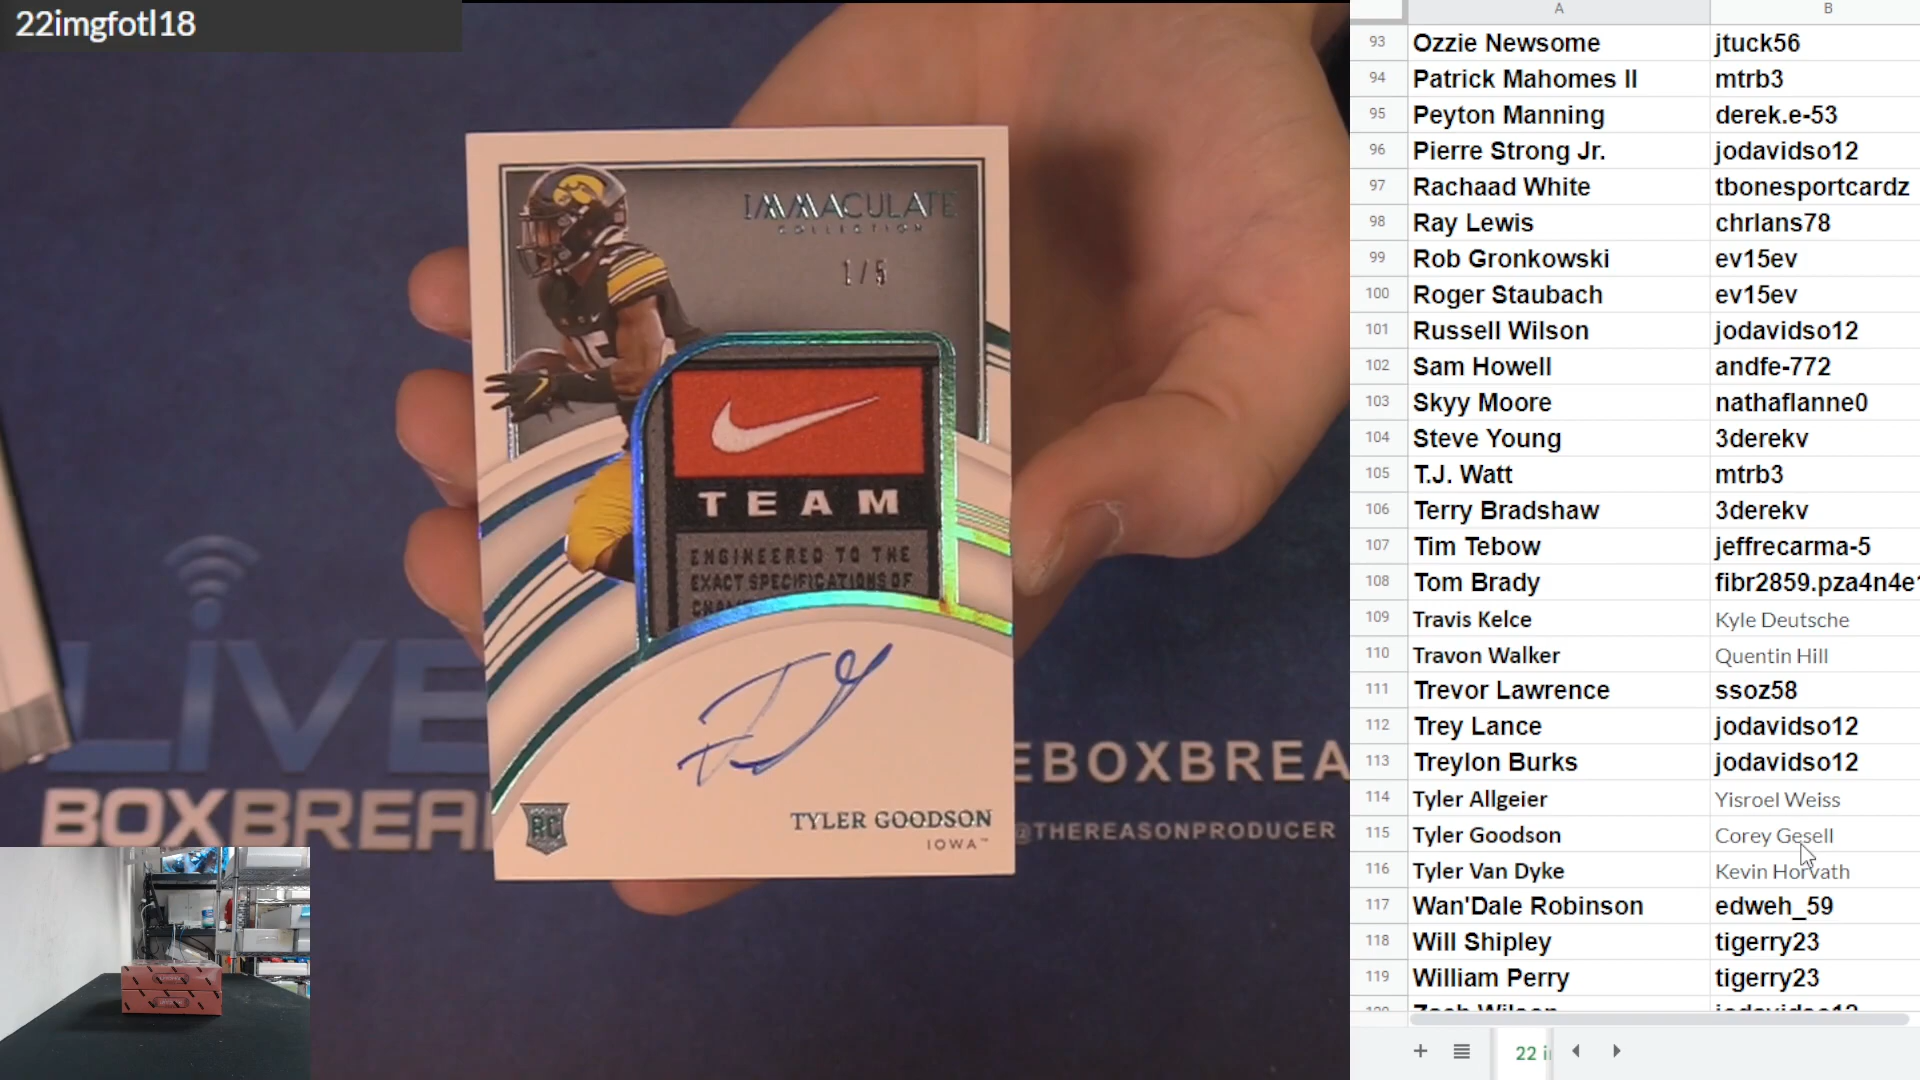 22imgfotl18
IMMACULATE
COLLECTION
1/5
TEAM
ENGINEERED TO THE
EXACT SPECIFICATIONS OF
RC
TYLER GOODSON
IOWA™
LiVE
BOXBREA
EBOXBREA
@THEREASONPRODUCER
A B
93 Ozzie Newsome jtuck56
94 Patrick Mahomes II mtrb3
95 Peyton Manning derek.e-53
96 Pierre Strong Jr. jodavidso12
97 Rachaad White tbonesportcardz
98 Ray Lewis chrlans78
99 Rob Gronkowski ev15ev
100 Roger Staubach ev15ev
101 Russell Wilson jodavidso12
102 Sam Howell andfe-772
103 Skyy Moore nathaflanne0
104 Steve Young 3derekv
105 T.J. Watt mtrb3
106 Terry Bradshaw 3derekv
107 Tim Tebow jeffrecarma-5
108 Tom Brady fibr2859.pza4n4e
109 Travis Kelce Kyle Deutsche
110 Travon Walker Quentin Hill
111 Trevor Lawrence ssoz58
112 Trey Lance jodavidso12
113 Treylon Burks jodavidso12
114 Tyler Allgeier Yisroel Weiss
115 Tyler Goodson Corey Gesell
116 Tyler Van Dyke Kevin Horvath
117 Wan'Dale Robinson edweh_59
118 Will Shipley tigerry23
119 William Perry tigerry23
22 i